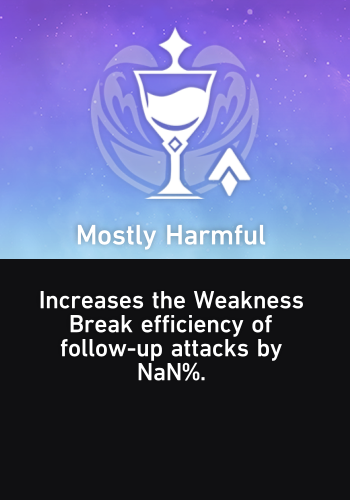 Mostly Harmful
Increases the Weakness
Break efficiency of
follow-up attacks by
NaN%.